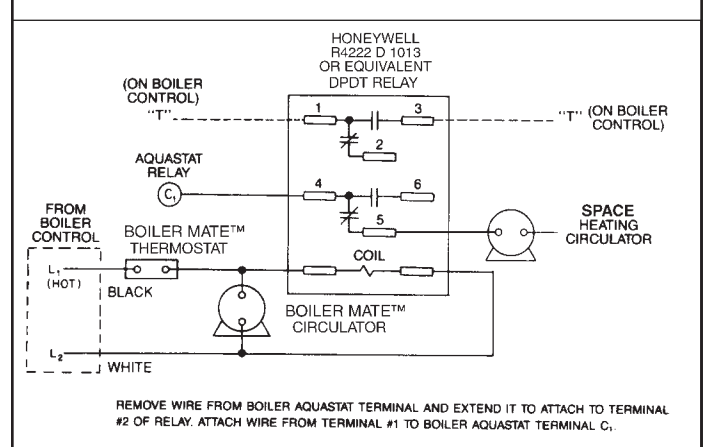 HONEYWELL
R4222 D 1013
OR EQUIVALENT
DPDT RELAY
(ON BOILER
CONTROL)
"T"
1
3
"T" (ON BOILER
CONTROL)
2
AQUASTAT
RELAY
C₁
4
6
5
SPACE
HEATING
CIRCULATOR
FROM
BOILER
CONTROL
BOILER MATE™
THERMOSTAT
L₁
(HOT)
BLACK
COIL
BOILER MATE™
CIRCULATOR
L₂
WHITE
REMOVE WIRE FROM BOILER AQUASTAT TERMINAL AND EXTEND IT TO ATTACH TO TERMINAL
#2 OF RELAY. ATTACH WIRE FROM TERMINAL #1 TO BOILER AQUASTAT TERMINAL C₁.